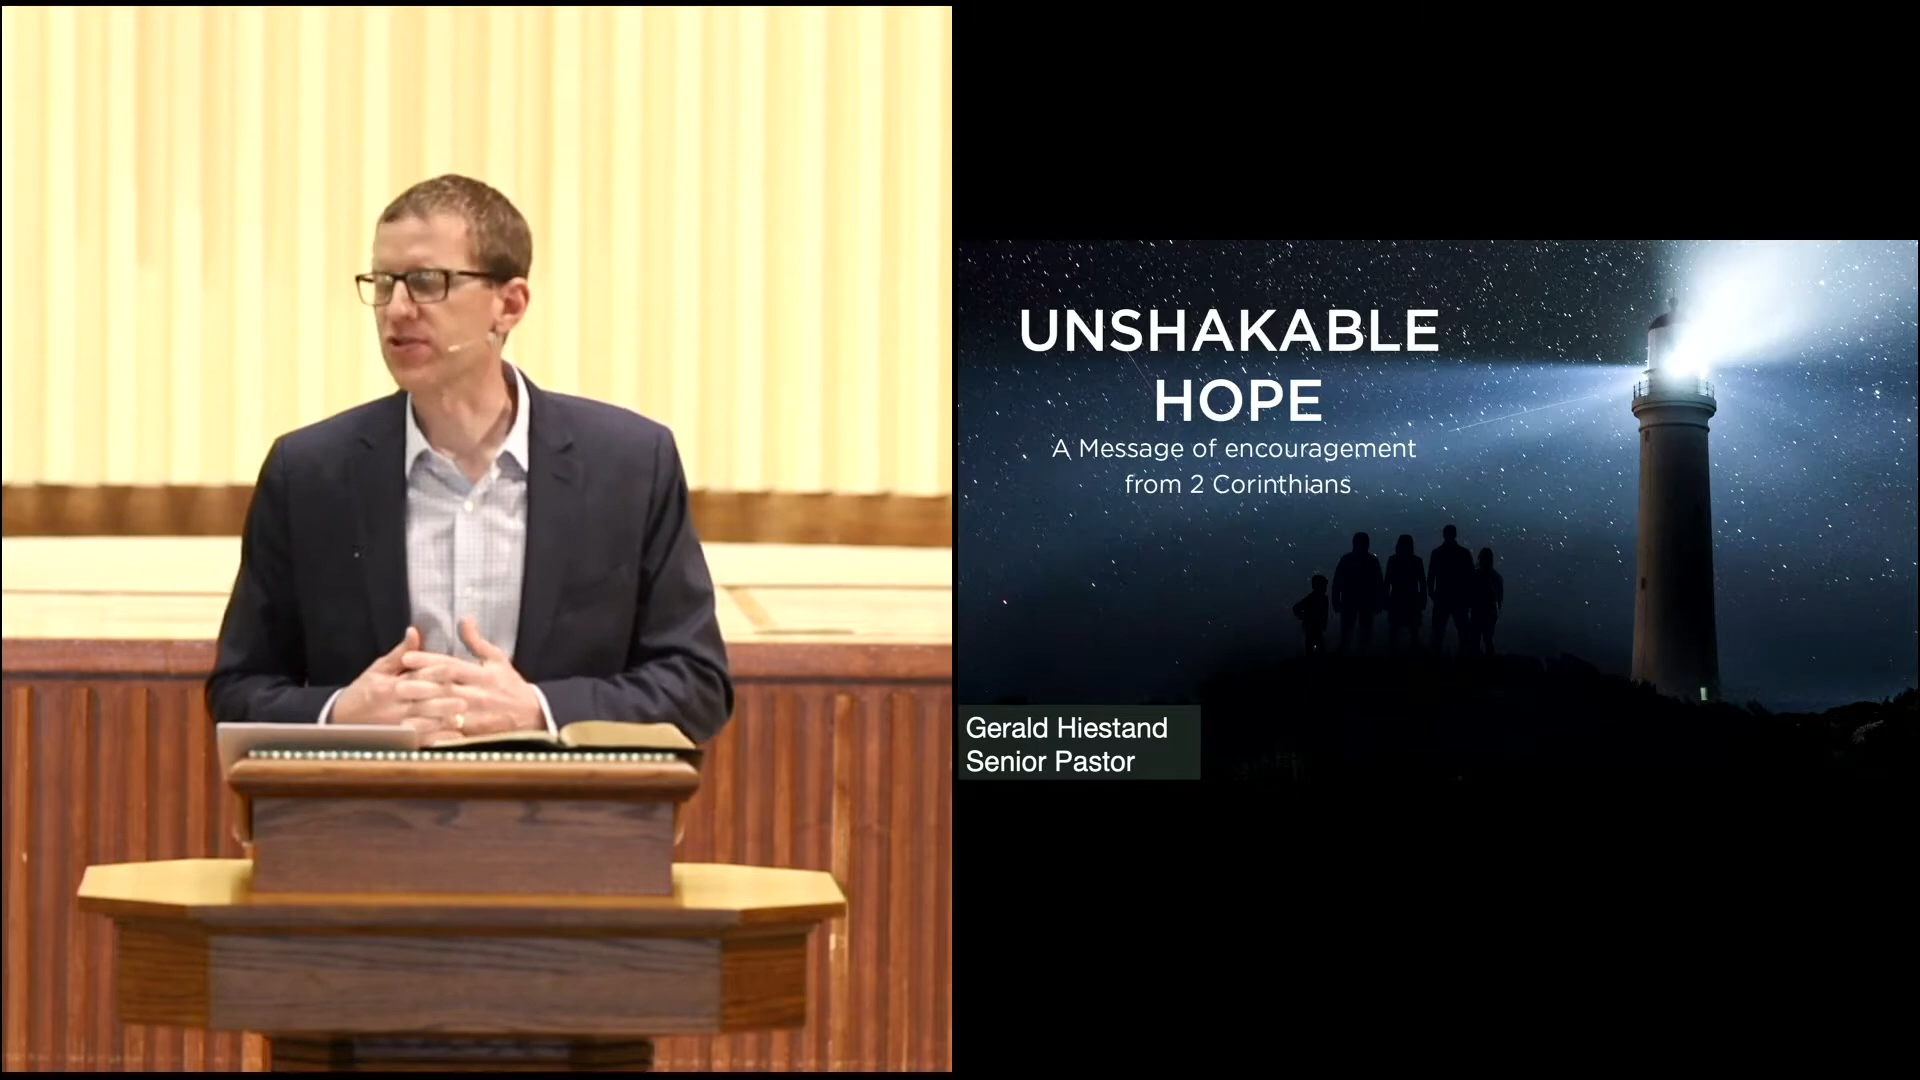 UNSHAKABLE
HOPE
A Message of encouragement
from 2 Corinthians
Gerald Hiestand
Senior Pastor